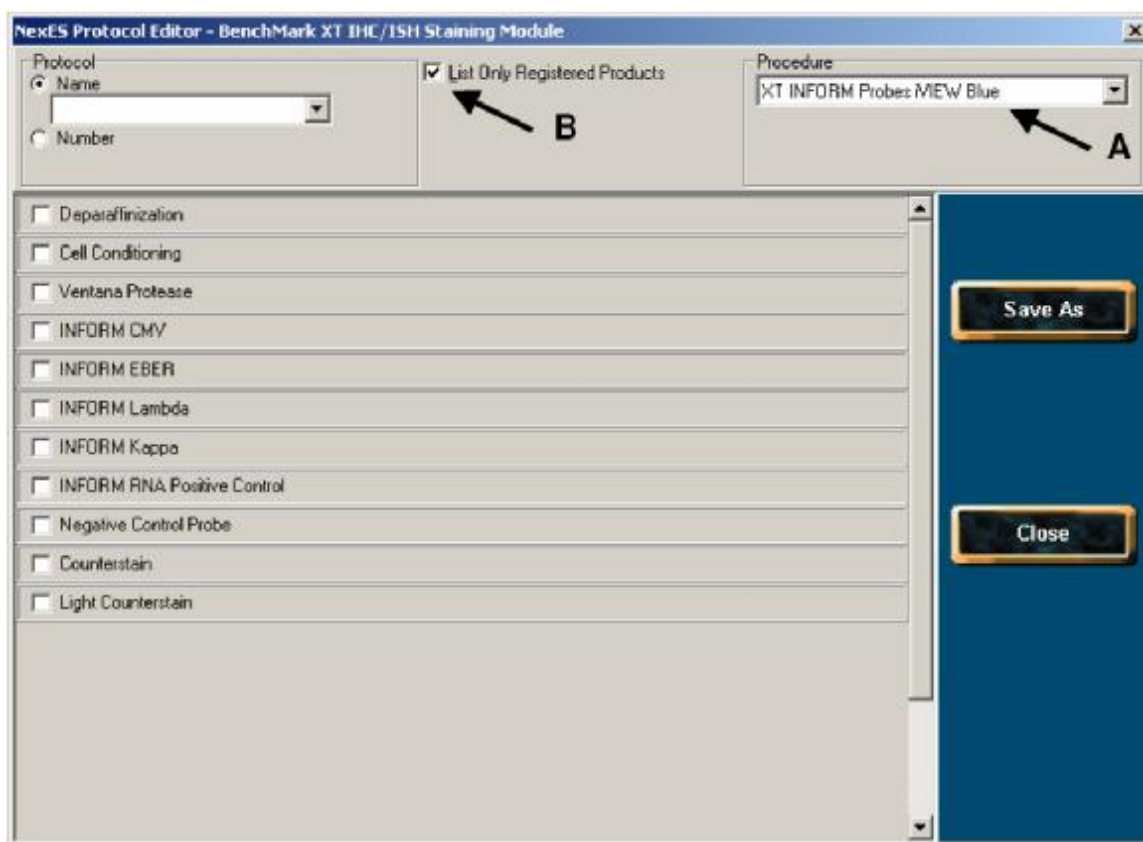 NexES Protocol Editor - BenchMark XT IHC/ISH Staining Module
Protocol
Name
Number
List Only Registered Products
B
Procedure
XT INFORM Probes iVIEW Blue
A
Deparaffinization
Cell Conditioning
Ventana Protease
INFORM CMV
INFORM EBER
INFORM Lambda
INFORM Kappa
INFORM RNA Positive Control
Negative Control Probe
Counterstain
Light Counterstain
Save As
Close